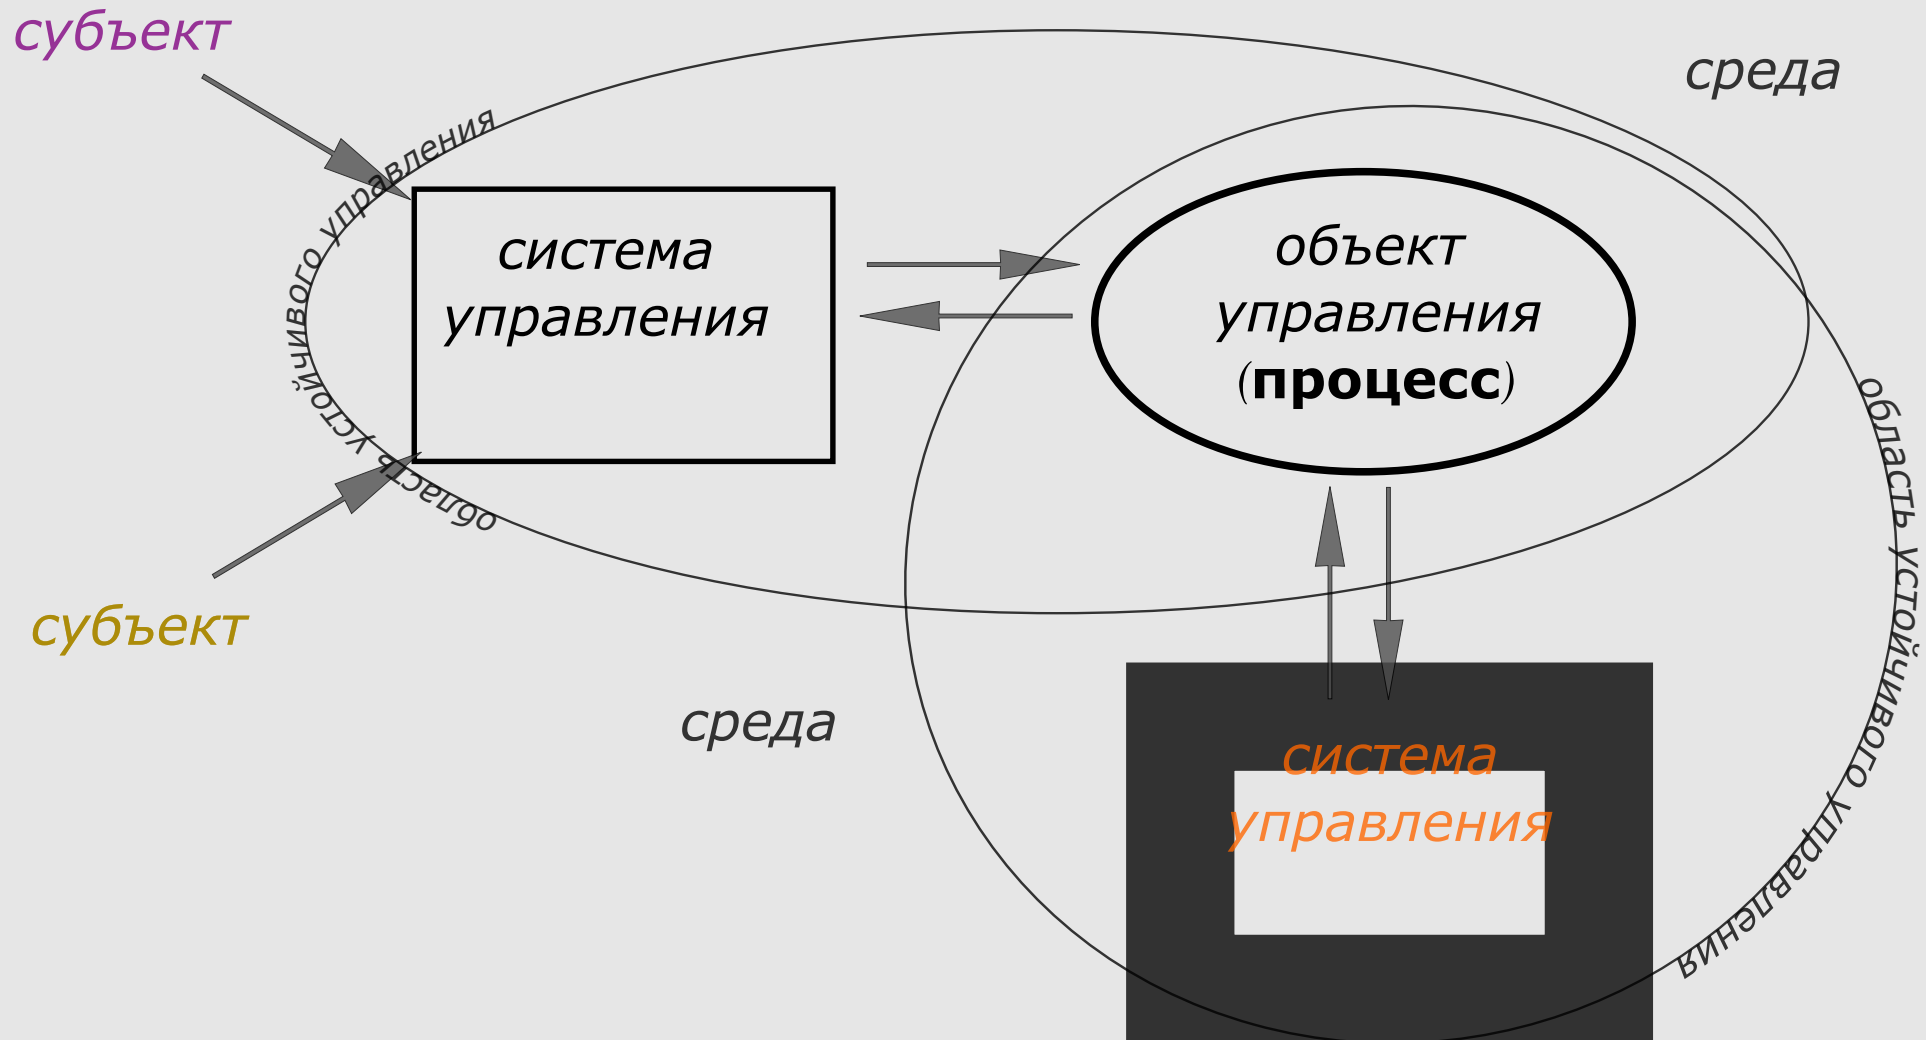 субъект
среда
область устойчивого управления
система
управления
объект
управления
(процесс)
область устойчивого управления
субъект
среда
система
управления